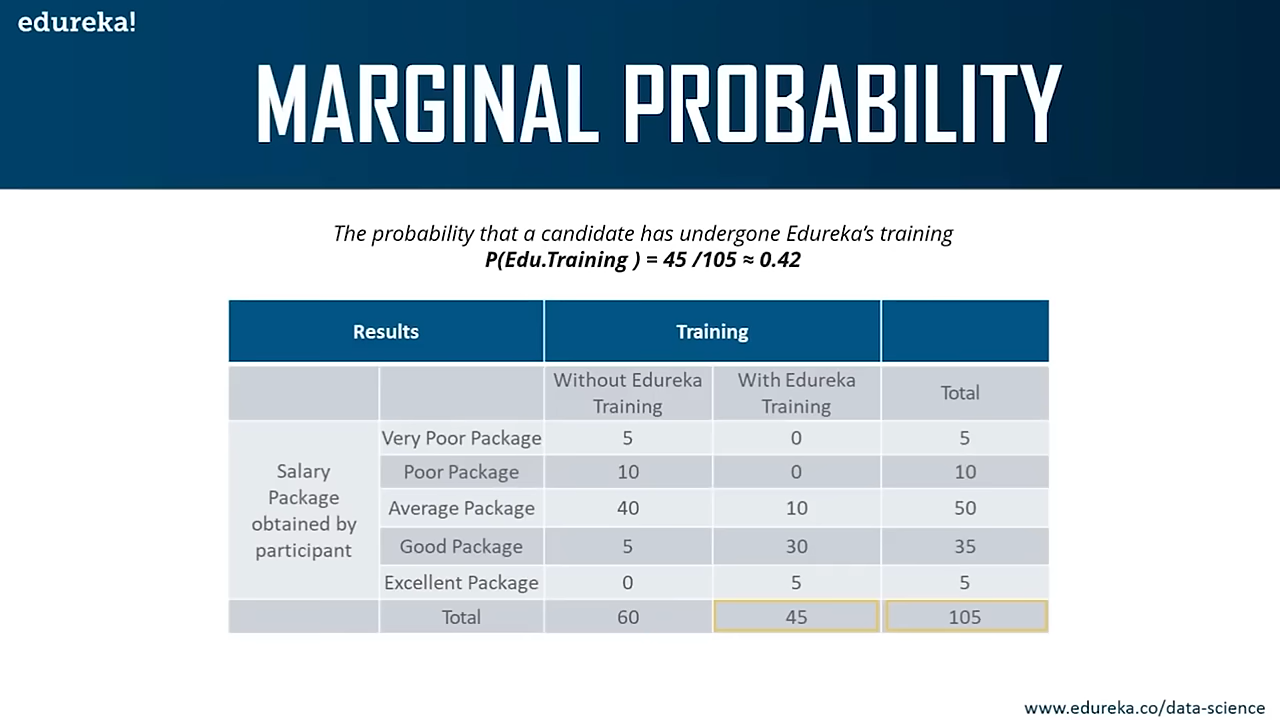 edureka!
MARGINAL PROBABILITY
The probability that a candidate has undergone Edureka's training
P(Edu.Training ) = 45 /105 ≈ 0.42
Results Training
Without Edureka Training With Edureka Training Total
Salary Package obtained by participant
Very Poor Package 5 0 5
Poor Package 10 0 10
Average Package 40 10 50
Good Package 5 30 35
Excellent Package 0 5 5
Total 60 45 105
www.edureka.co/data-science